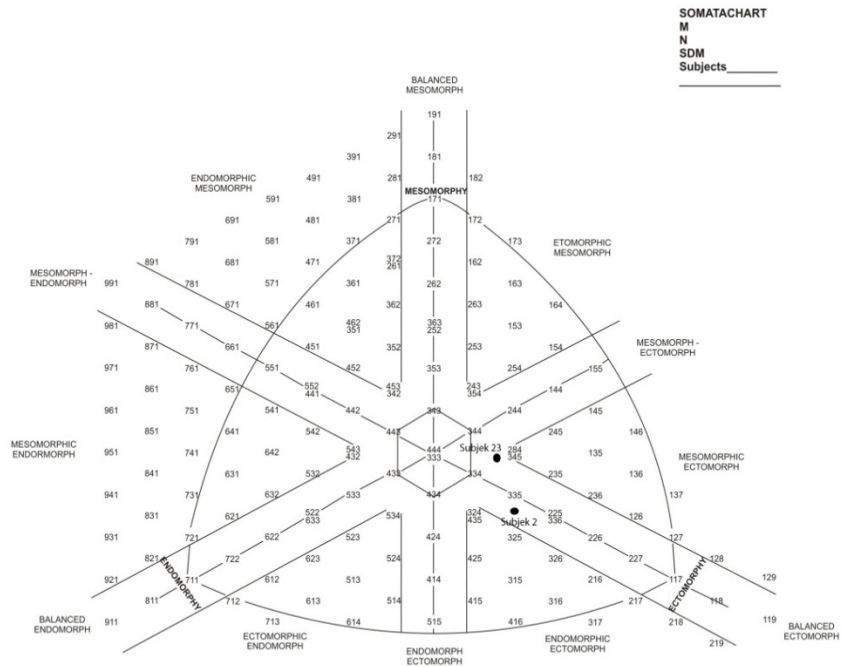 SOMATACHART
M
N
SDM
Subjects________
BALANCED
MESOMORPH
191
291
391 181
ENDOMORPHIC
MESOMORPH
491 281 182
MESOMORPHY
591 381 171
691 481 271 172
791 581 371 272 173
ETOMORPHIC
MESOMORPH
891 681 471 372 162
261
MESOMORPH -
ENDOMORPH
991 781 571 361 262 163
881 671 461 362 263 164
981 771 561 462 363 153
351 252
871 661 451 352 253 154
MESOMORPH -
ECTOMORPH
971 761 551 452 353 254 155
861 651 552 453 243 144
441 342 354
961 751 541 442 343 244 145
851 641 542 443 344 245 146
MESOMORPHIC
ENDORMORPH
951 741 642 543 444 Subjek 23 284 135
432 333 345
MESOMORPHIC
ECTOMORPH
841 631 532 433 334 235 136
941 731 632 533 434 335 236 137
831 621 522 534 324 225 126
633 435 Subjek 2 336
931 721 622 523 424 325 226 127
821 722 623 524 425 326 227 128
921 711 612 513 414 315 216 117 129
ENDOMORPHY
ECTOMORPHY
811 712 613 514 415 316 217 118
BALANCED
ENDOMORPH
911 713 614 515 416 317 218 119
BALANCED
ECTOMORPH
ECTOMORPHIC
ENDOMORPH
ENDOMORPHIC
ECTOMORPH
219
ENDOMORPH
ECTOMORPH